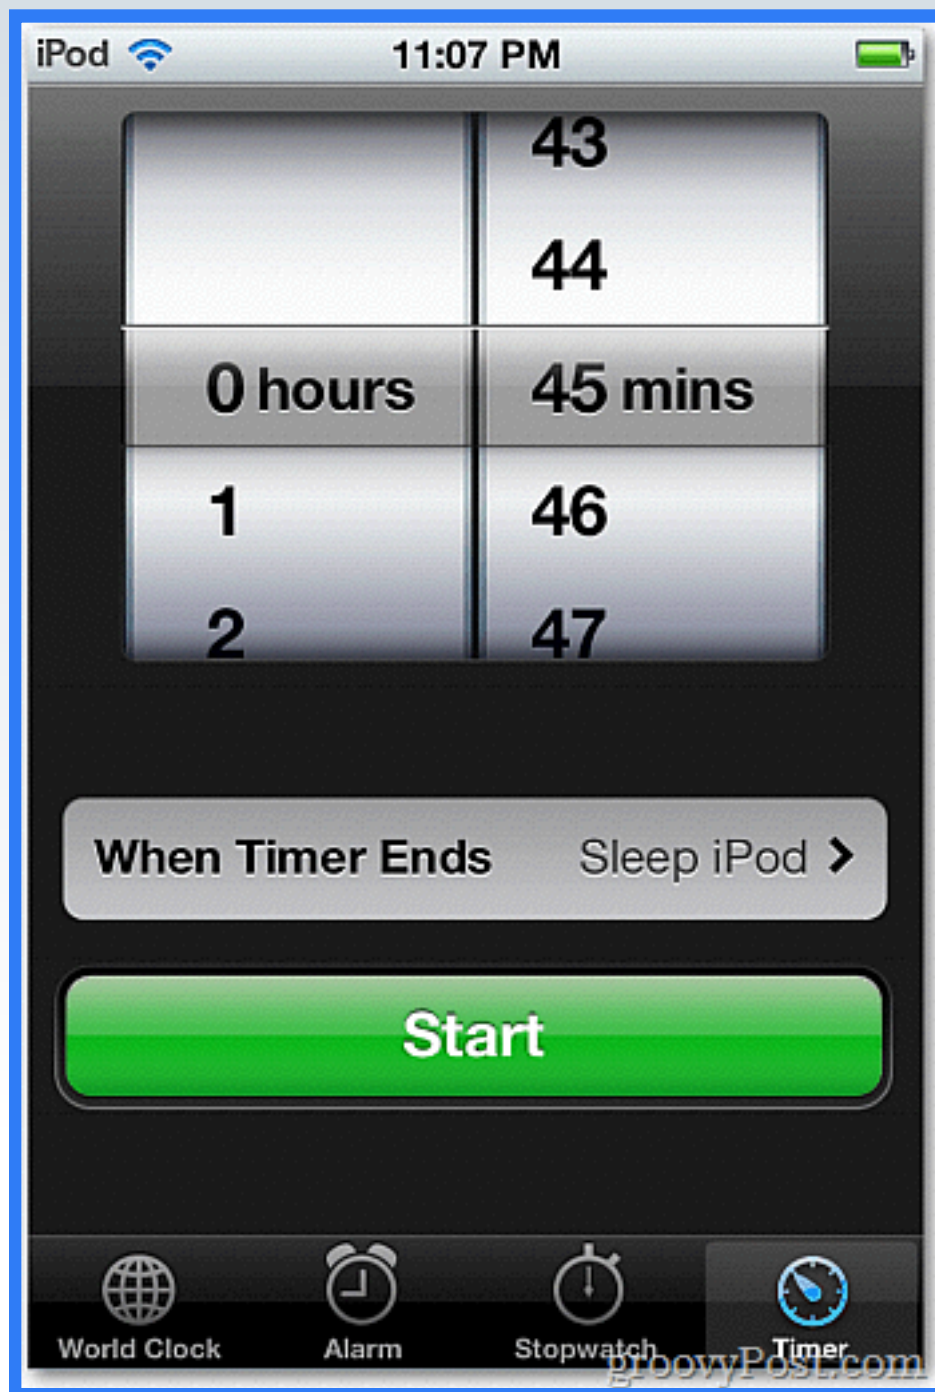 iPod 11:07 PM
43
44
0 hours 45 mins
1 46
2 47
When Timer Ends Sleep iPod
Start
World Clock Alarm Stopwatch Timer
groovyPost.com